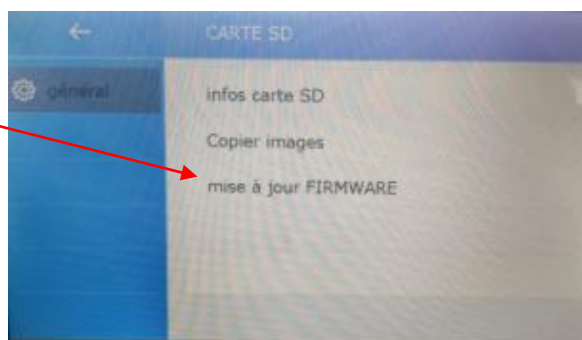 CARTE SD
général
infos carte SD
Copier images
mise à jour FIRMWARE